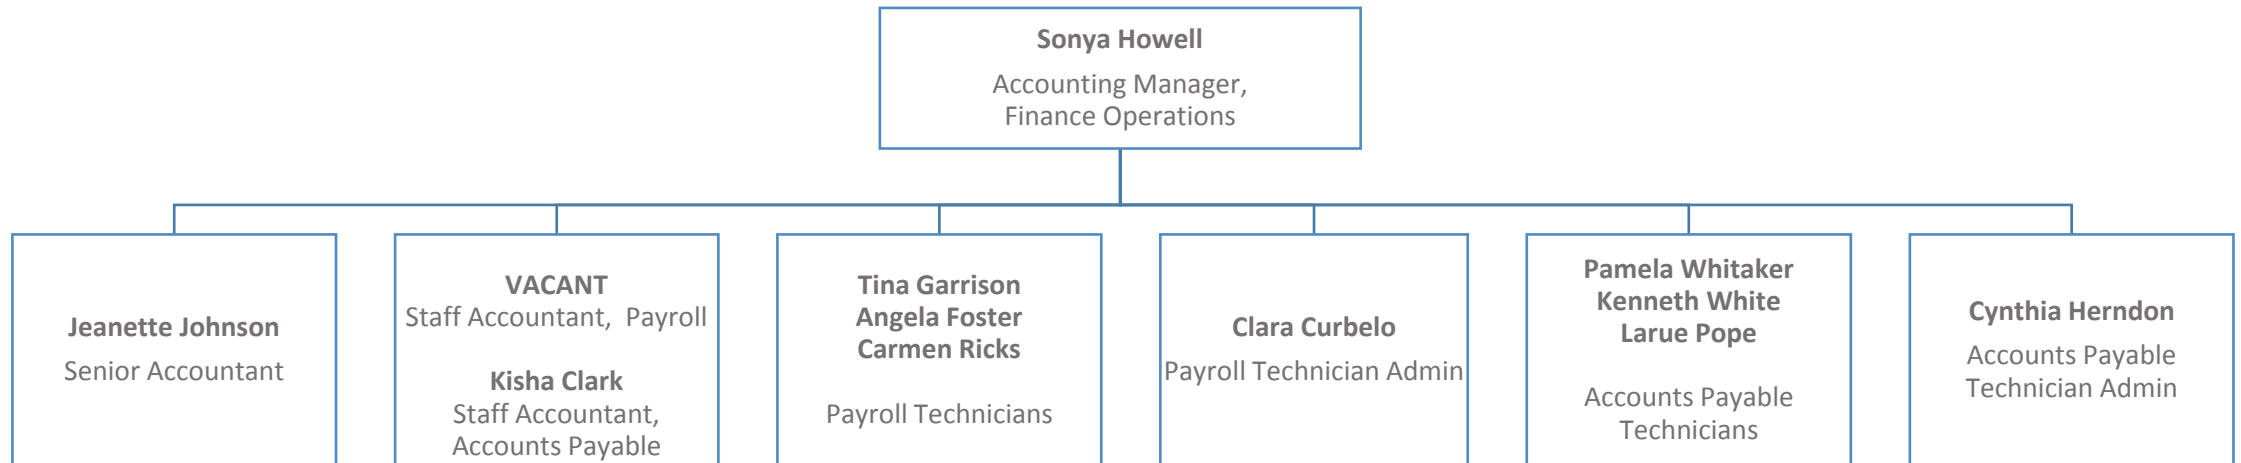 Sonya Howell
Accounting Manager,
Finance Operations
Jeanette Johnson
Senior Accountant
VACANT
Staff Accountant,  Payroll
Kisha Clark
Staff Accountant,
Accounts Payable
Tina Garrison
Angela Foster
Carmen Ricks
Payroll Technicians
Clara Curbelo
Payroll Technician Admin
Pamela Whitaker
Kenneth White
Larue Pope
Accounts Payable
Technicians
Cynthia Herndon
Accounts Payable
Technician Admin